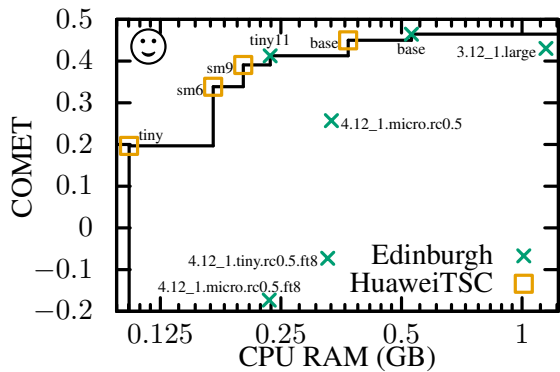 0.5
0.4
0.3
0.2
0.1
0
−0.1
−0.2
COMET
tiny11
base
base
3.12_1.large
sm9
sm6
4.12_1.micro.rc0.5
tiny
4.12_1.tiny.rc0.5.ft8
4.12_1.micro.rc0.5.ft8
Edinburgh
HuaweiTSC
0.125
0.25
0.5
1
CPU RAM (GB)